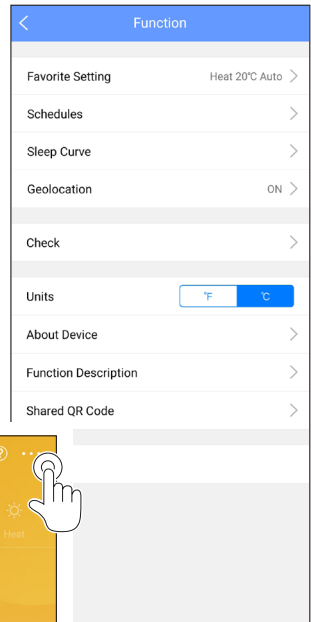 Function
Favorite Setting Heat 20°C Auto
Schedules
Sleep Curve
Geolocation ON
Check
Units °F °C
About Device
Function Description
Shared QR Code
Heat